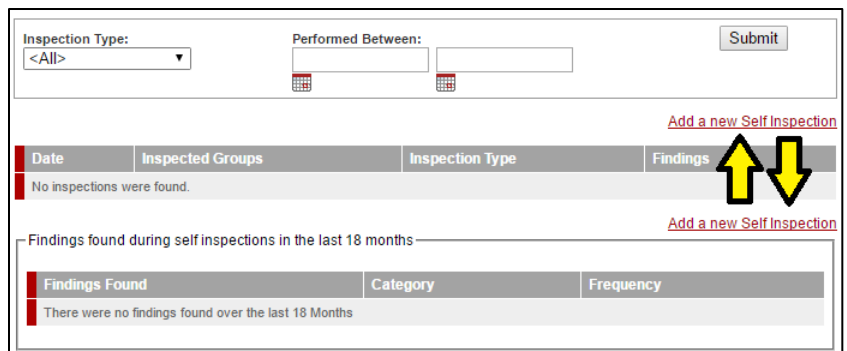 Inspection Type: Performed Between: Submit
<All>
Add a new Self Inspection
Date Inspected Groups Inspection Type Findings
No inspections were found.
Add a new Self Inspection
Findings found during self inspections in the last 18 months
Findings Found Category Frequency
There were no findings found over the last 18 Months